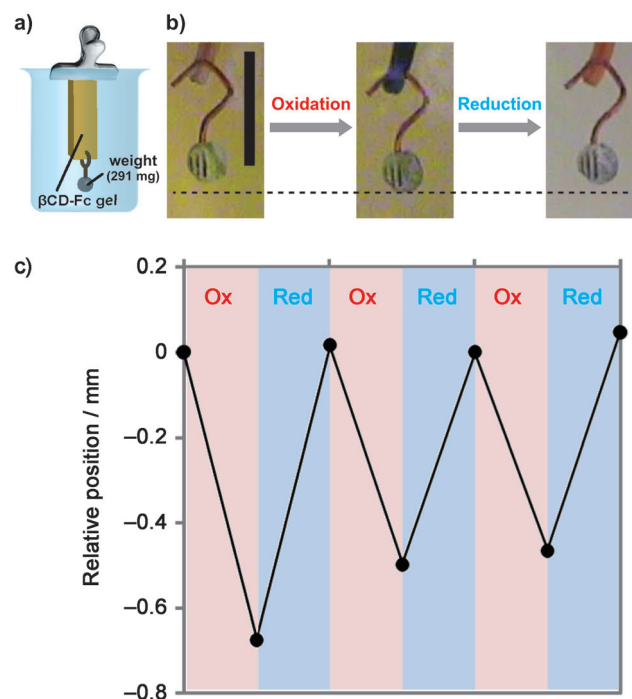 a)
weight
(291 mg)
βCD-Fc gel
b)
Oxidation
Reduction
c)
0.2
0
–0.2
–0.4
–0.6
–0.8
Relative position / mm
Ox
Red
Ox
Red
Ox
Red